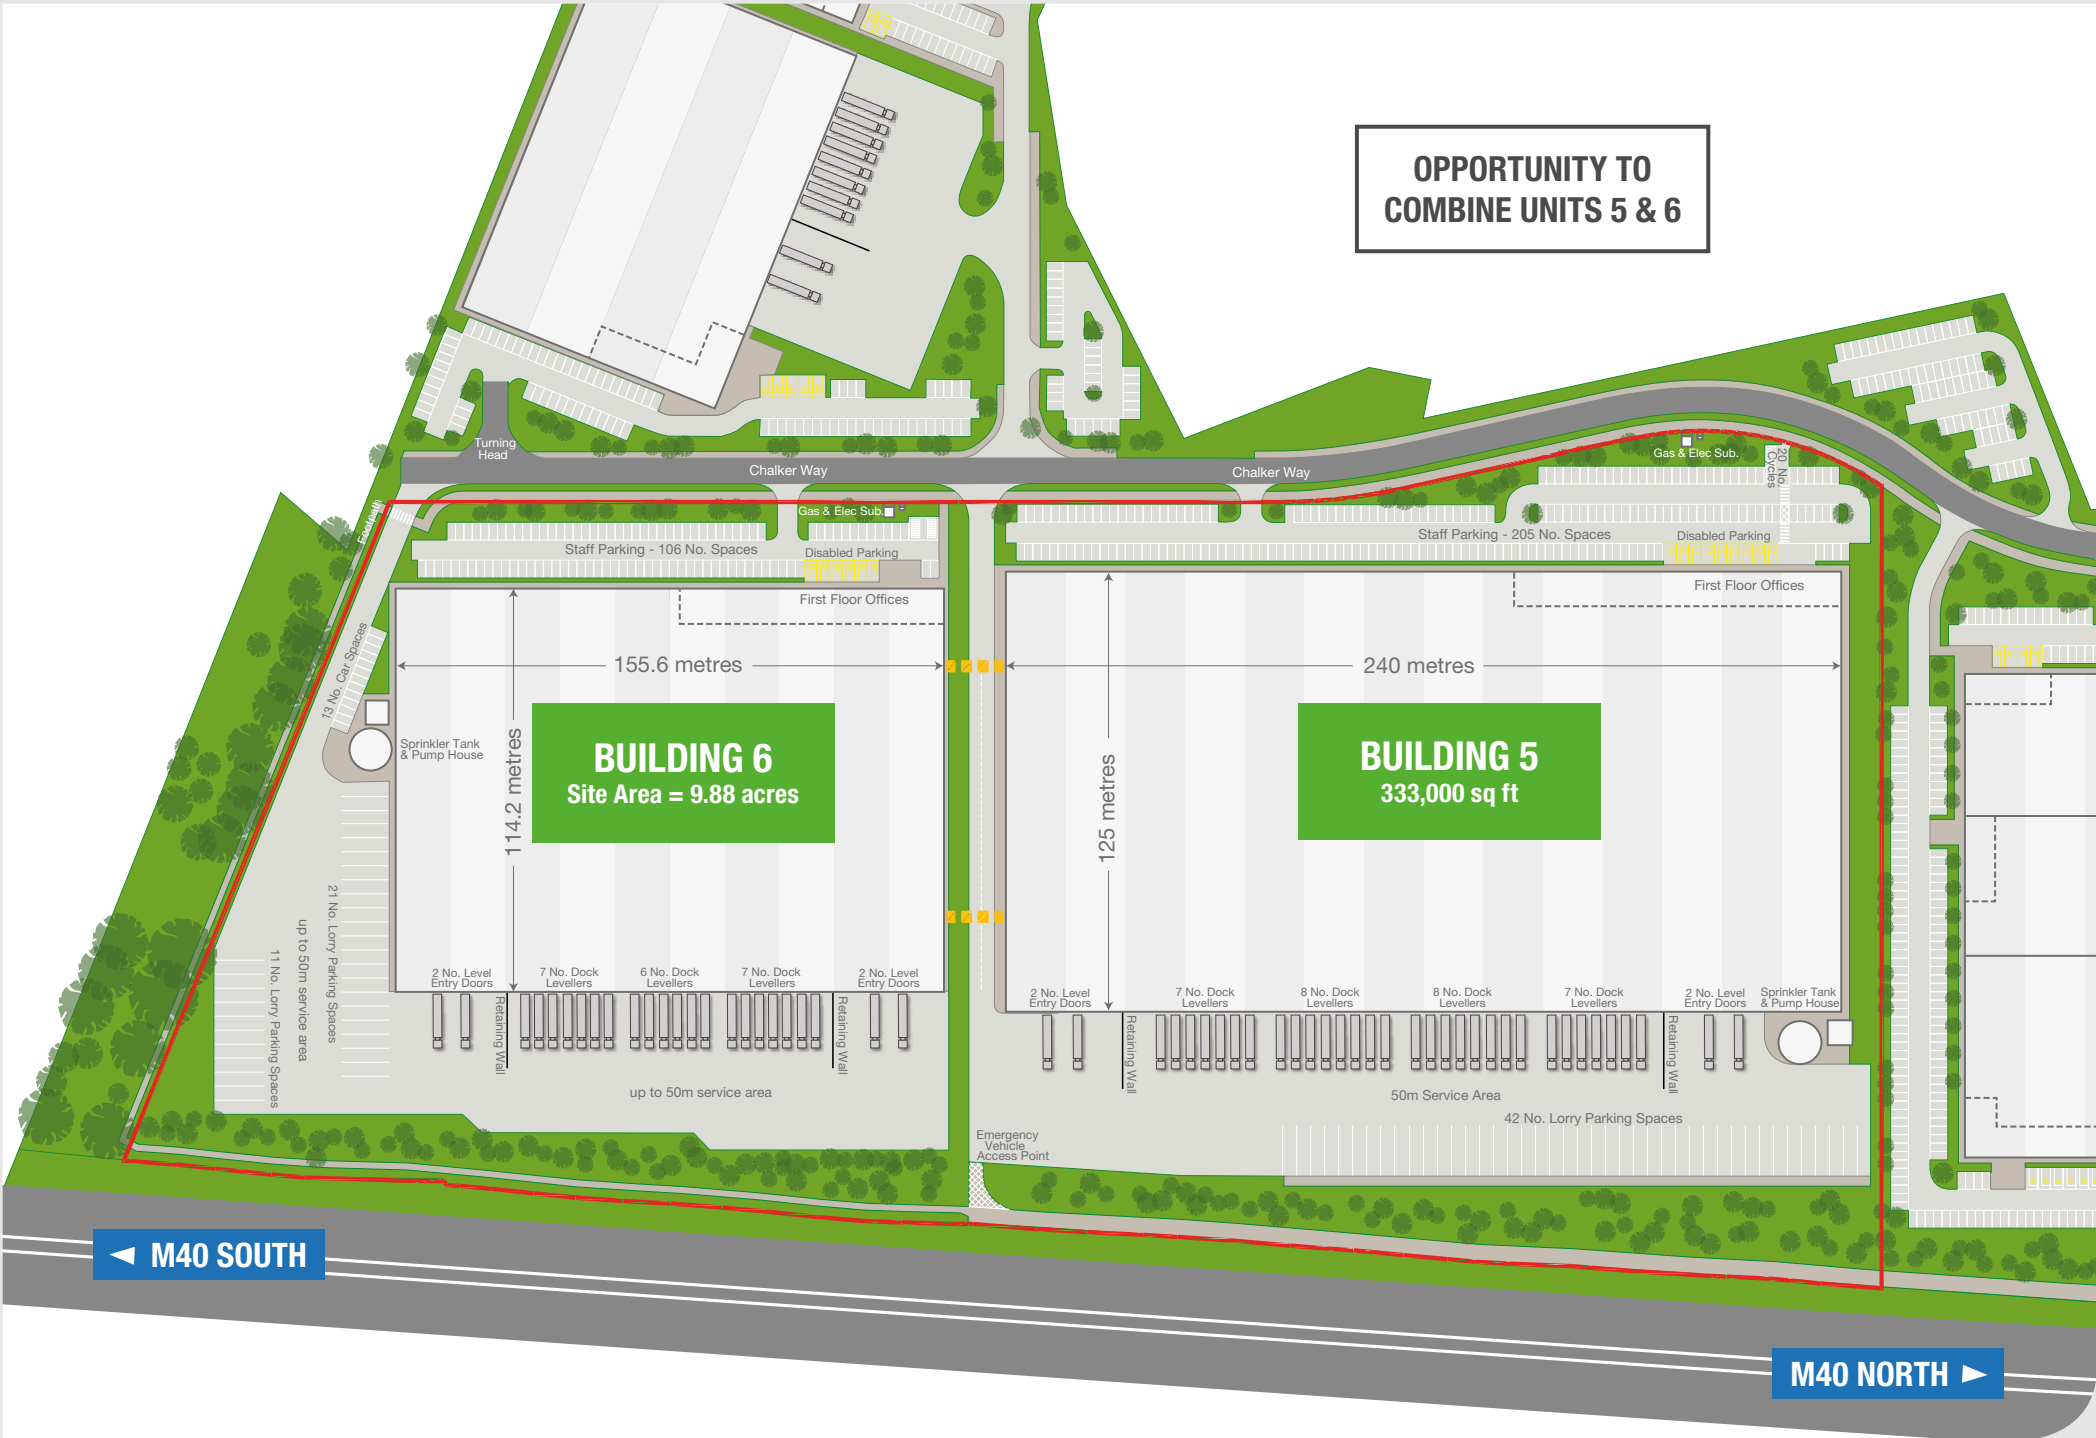 OPPORTUNITY TO
COMBINE UNITS 5 & 6
Turning
Head
Chalker Way
Chalker Way
Gas & Elec Sub.
20 No.
Cycles
Footpath
Gas & Elec Sub.
Staff Parking - 106 No. Spaces
Disabled Parking
Staff Parking - 205 No. Spaces
Disabled Parking
First Floor Offices
First Floor Offices
13 No. Car Spaces
155.6 metres
240 metres
Sprinkler Tank
& Pump House
114.2 metres
BUILDING 6
Site Area = 9.88 acres
125 metres
BUILDING 5
333,000 sq ft
21 No. Lorry Parking Spaces
up to 50m service area
11 No. Lorry Parking Spaces
2 No. Level
Entry Doors
7 No. Dock
Levellers
6 No. Dock
Levellers
7 No. Dock
Levellers
2 No. Level
Entry Doors
2 No. Level
Entry Doors
7 No. Dock
Levellers
8 No. Dock
Levellers
8 No. Dock
Levellers
7 No. Dock
Levellers
2 No. Level
Entry Doors
Sprinkler Tank
& Pump House
Retaining Wall
Retaining Wall
Retaining Wall
Retaining Wall
up to 50m service area
50m Service Area
42 No. Lorry Parking Spaces
Emergency
Vehicle
Access Point
M40 SOUTH
M40 NORTH